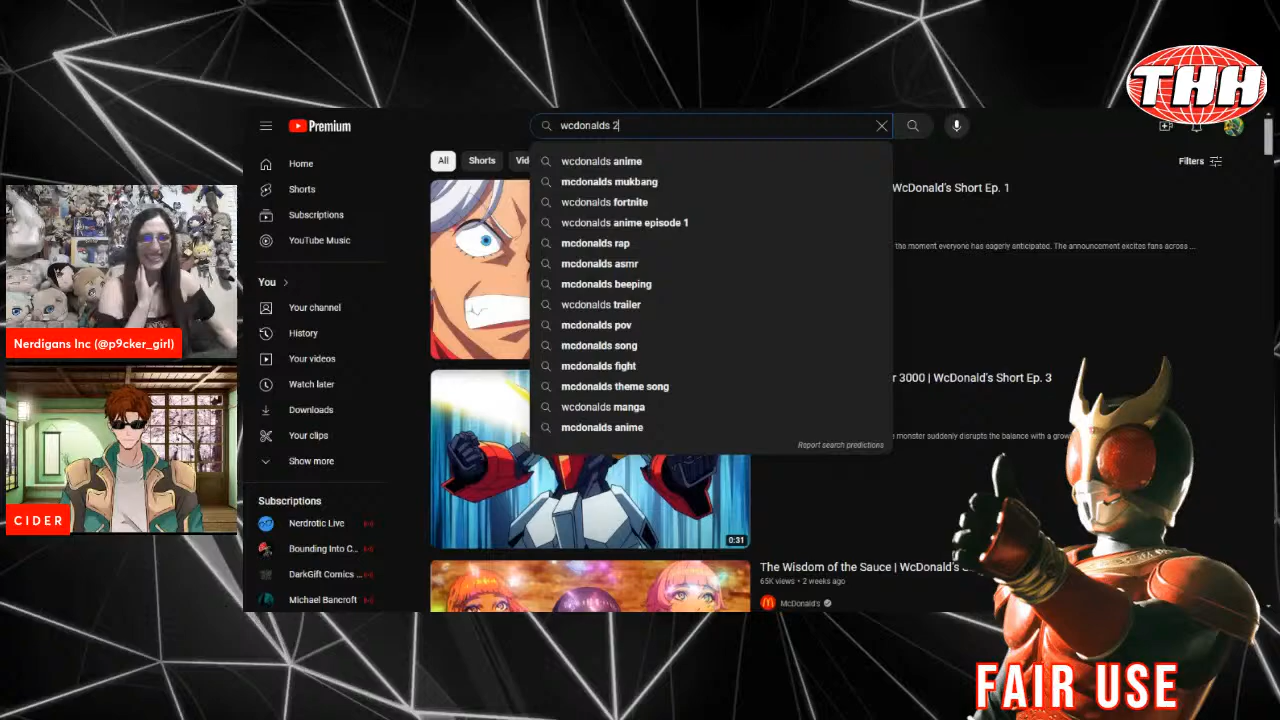 THH
Premium
wcdonalds 2
Home
Shorts
Subscriptions
YouTube Music
You
Your channel
History
Your videos
Watch later
Downloads
Your clips
Show more
Subscriptions
Nerdrotic Live
Bounding Into C...
DarkGift Comics ...
Michael Bancroft
All
Shorts
Vid
Filters
wcdonalds anime
mcdonalds mukbang
wcdonalds fortnite
wcdonalds anime episode 1
mcdonalds rap
mcdonalds asmr
mcdonalds beeping
wcdonalds trailer
mcdonalds pov
mcdonalds song
mcdonalds fight
mcdonalds theme song
wcdonalds manga
mcdonalds anime
Report search predictions
WcDonald's Short Ep. 1
the moment everyone has eagerly anticipated. The announcement excites fans across ...
r 3000 | WcDonald's Short Ep. 3
monster suddenly disrupts the balance with a grow
0:31
The Wisdom of the Sauce | WcDonald's S
65K views • 2 weeks ago
McDonald's
Nerdigans Inc (@p9cker_girl)
CIDER
FAIR USE